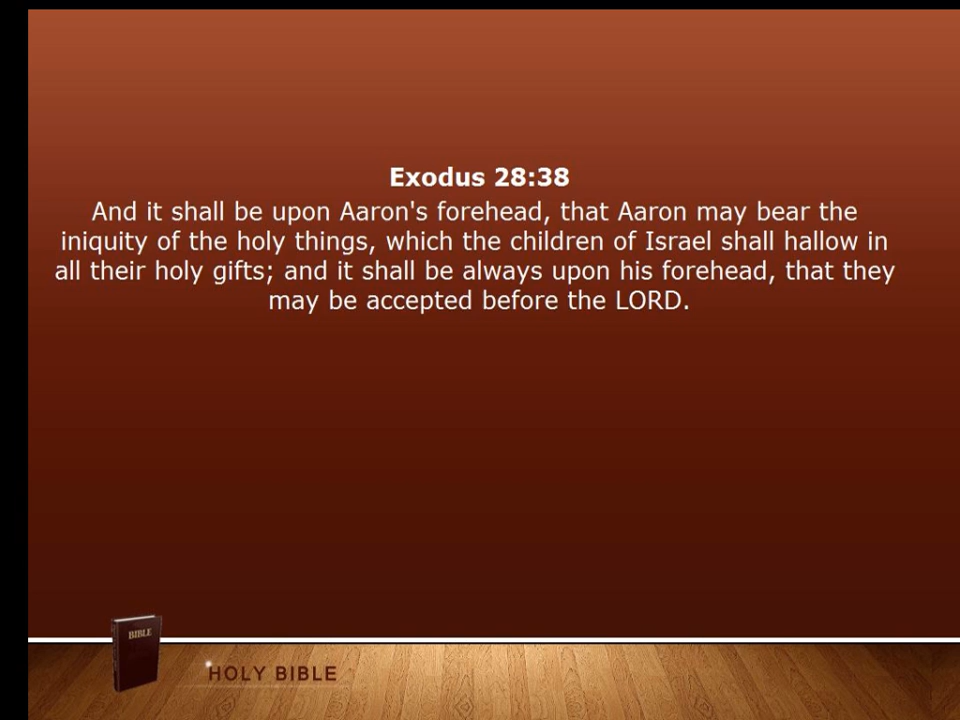 Exodus 28:38
And it shall be upon Aaron's forehead, that Aaron may bear the
iniquity of the holy things, which the children of Israel shall hallow in
all their holy gifts; and it shall be always upon his forehead, that they
may be accepted before the LORD.
BIBLE
HOLY BIBLE